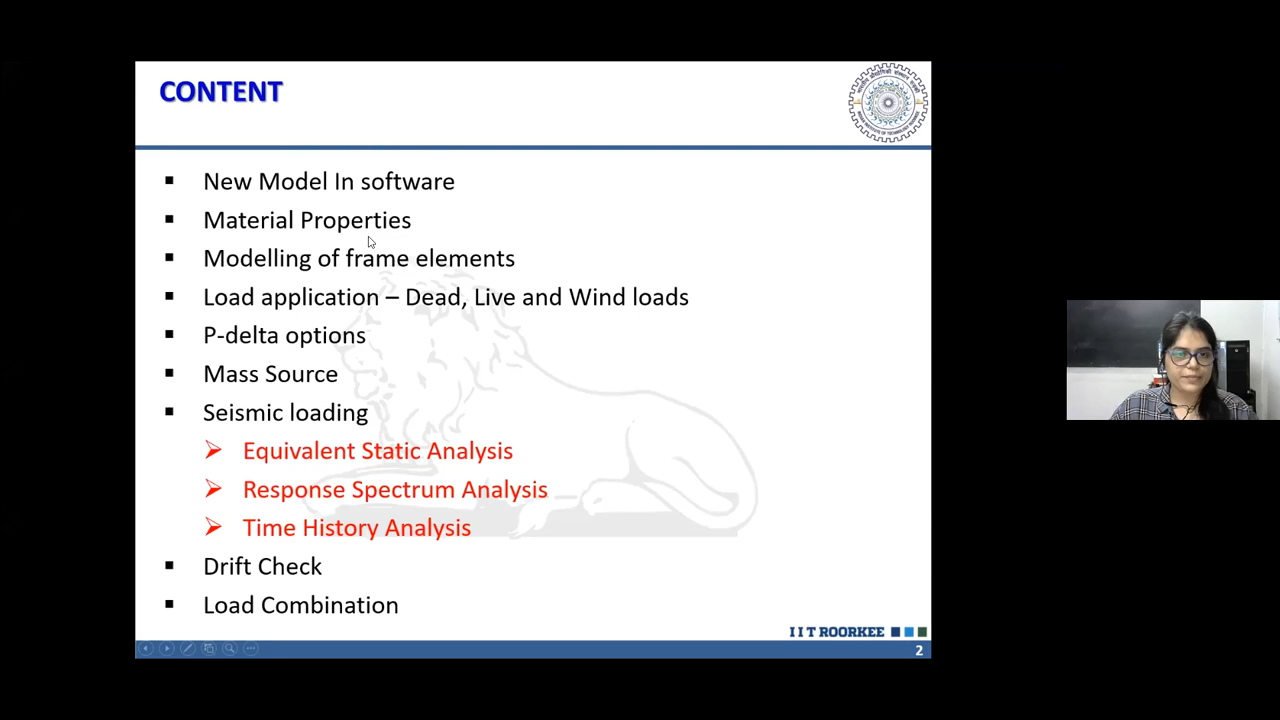 CONTENT
New Model In software
Material Properties
Modelling of frame elements
Load application – Dead, Live and Wind loads
P-delta options
Mass Source
Seismic loading
Equivalent Static Analysis
Response Spectrum Analysis
Time History Analysis
Drift Check
Load Combination
I I T ROORKEE
2